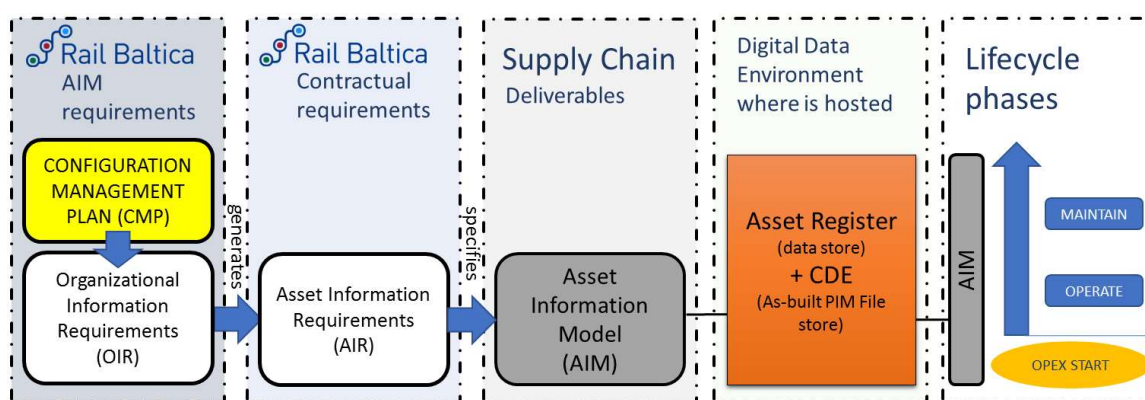 Rail Baltica
AIM
requirements
CONFIGURATION
MANAGEMENT
PLAN (CMP)
Organizational
Information
Requirements
(OIR)
generates
Rail Baltica
Contractual
requirements
Asset Information
Requirements
(AIR)
specifies
Supply Chain
Deliverables
Asset
Information
Model
(AIM)
Digital Data
Environment
where is hosted
Asset Register
(data store)
+ CDE
(As-built PIM File
store)
Lifecycle
phases
AIM
MAINTAIN
OPERATE
OPEX START